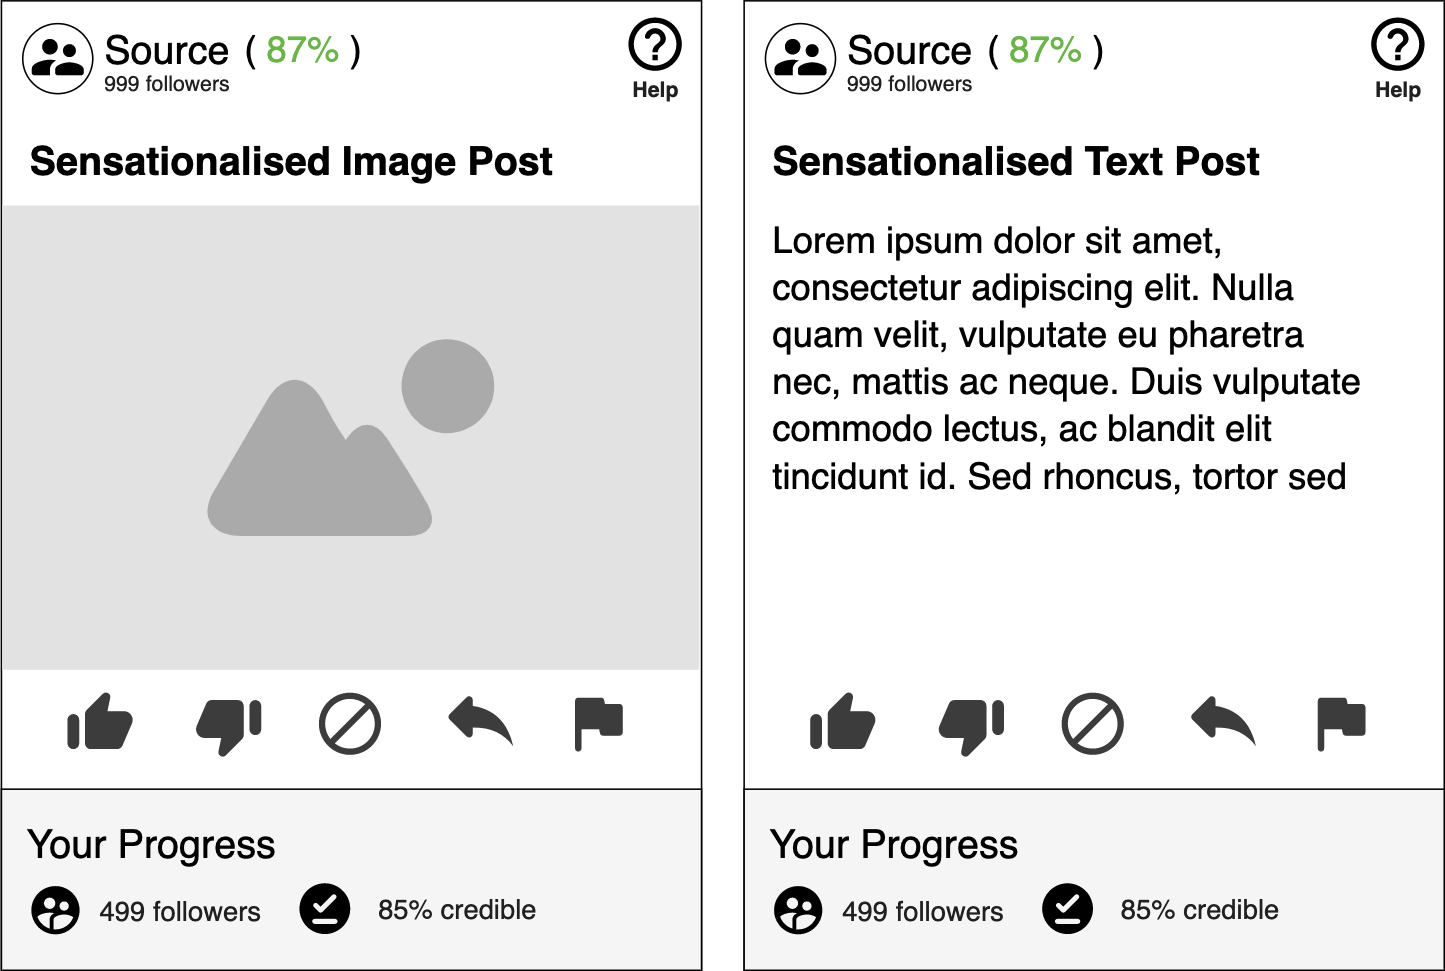 Source ( 87% )
999 followers
Help
Sensationalised Image Post
Your Progress
499 followers
85% credible
Source ( 87% )
999 followers
Help
Sensationalised Text Post
Lorem ipsum dolor sit amet,
consectetur adipiscing elit. Nulla
quam velit, vulputate eu pharetra
nec, mattis ac neque. Duis vulputate
commodo lectus, ac blandit elit
tincidunt id. Sed rhoncus, tortor sed
Your Progress
499 followers
85% credible